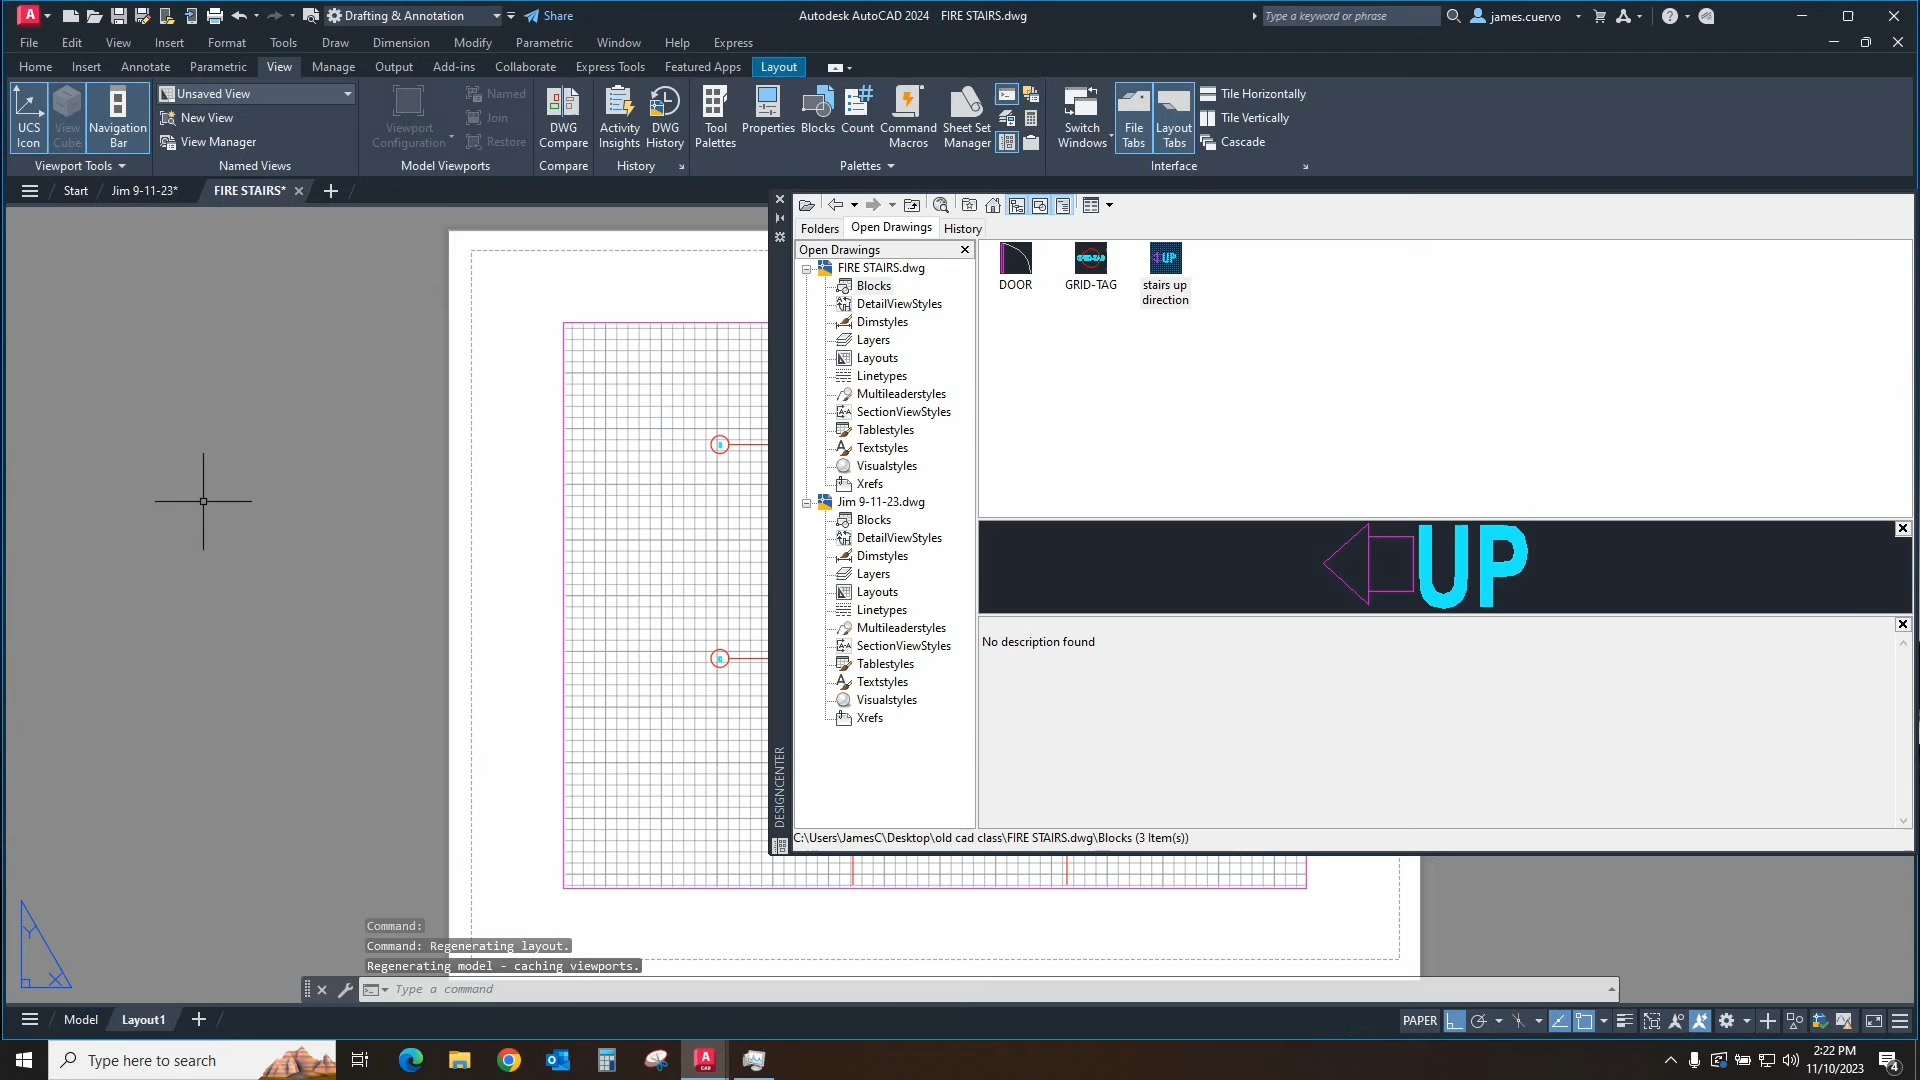 Drafting & Annotation
Share
Autodesk AutoCAD 2024 FIRE STAIRS.dwg
Type a keyword or phrase
james.cuervo
File Edit View Insert Format Tools Draw Dimension Modify Parametric Window Help Express
Home Insert Annotate Parametric View Manage Output Add-ins Collaborate Express Tools Featured Apps Layout
UCS Icon
View Cube
Navigation Bar
Unsaved View
New View
View Manager
Viewport Configuration
Named
Join
Restore
DWG Compare
Activity Insights
DWG History
Tool Palettes
Properties
Blocks
Count
Command Macros
Sheet Set Manager
Switch Windows
File Tabs
Layout Tabs
Tile Horizontally
Tile Vertically
Cascade
Viewport Tools
Named Views
Model Viewports
Compare
History
Palettes
Interface
Start
Jim 9-11-23*
FIRE STAIRS*
Folders
Open Drawings
History
Open Drawings
FIRE STAIRS.dwg
Blocks
DetailViewStyles
Dimstyles
Layers
Layouts
Linetypes
Multileaderstyles
SectionViewStyles
Tablestyles
Textstyles
Visualstyles
Xrefs
Jim 9-11-23.dwg
Blocks
DetailViewStyles
Dimstyles
Layers
Layouts
Linetypes
Multileaderstyles
SectionViewStyles
Tablestyles
Textstyles
Visualstyles
Xrefs
UP
DOOR
GRID-TAG
stairs up
direction
UP
No description found
DESIGNCENTER
C:\Users\JamesC\Desktop\old cad class\FIRE STAIRS.dwg\Blocks (3 Item(s))
Y
X
Command:
Command: Regenerating layout.
Regenerating model - caching viewports.
Type a command
Model
Layout1
PAPER
Type here to search
CAD
2:22 PM
11/10/2023
4